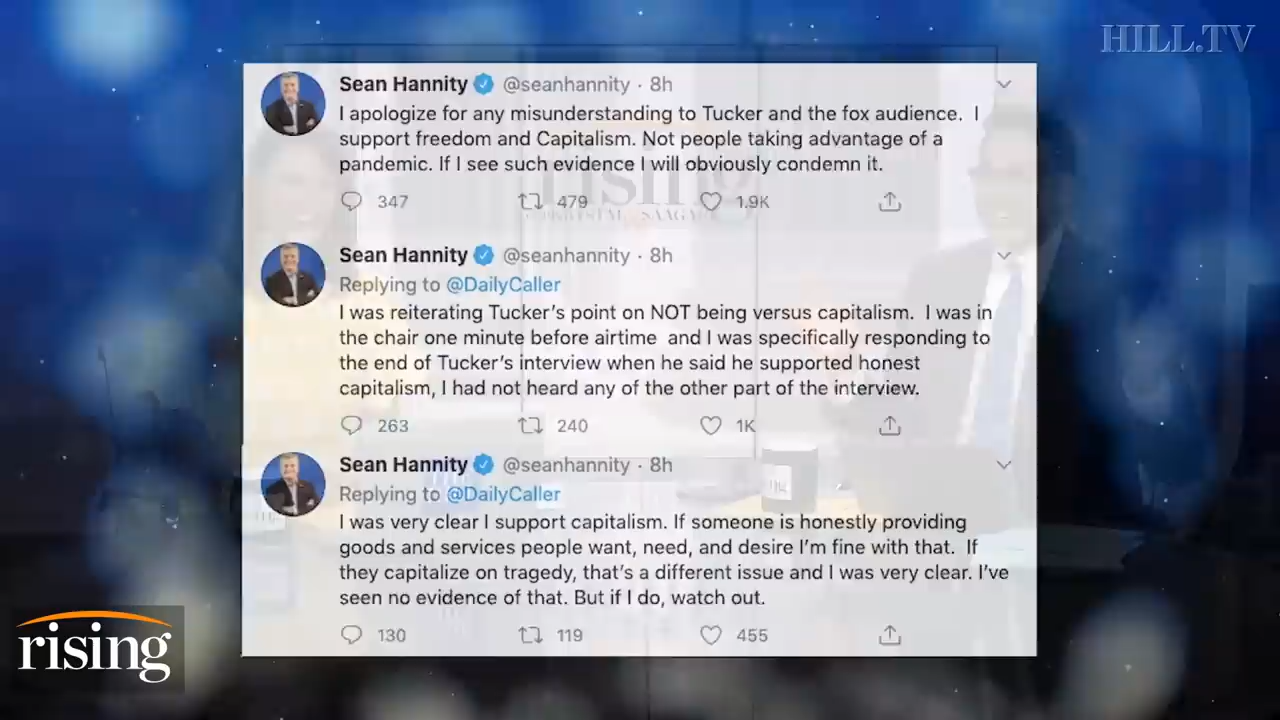 HILL.TV
Sean Hannity @seanhannity · 8h
I apologize for any misunderstanding to Tucker and the fox audience. I
support freedom and Capitalism. Not people taking advantage of a
pandemic. If I see such evidence I will obviously condemn it.
347 479 1.9K
Sean Hannity @seanhannity · 8h
Replying to @DailyCaller
I was reiterating Tucker's point on NOT being versus capitalism. I was in
the chair one minute before airtime and I was specifically responding to
the end of Tucker's interview when he said he supported honest
capitalism, I had not heard any of the other part of the interview.
263 240 1K
Sean Hannity @seanhannity · 8h
Replying to @DailyCaller
I was very clear I support capitalism. If someone is honestly providing
goods and services people want, need, and desire I'm fine with that. If
they capitalize on tragedy, that's a different issue and I was very clear. I've
seen no evidence of that. But if I do, watch out.
130 119 455
rising